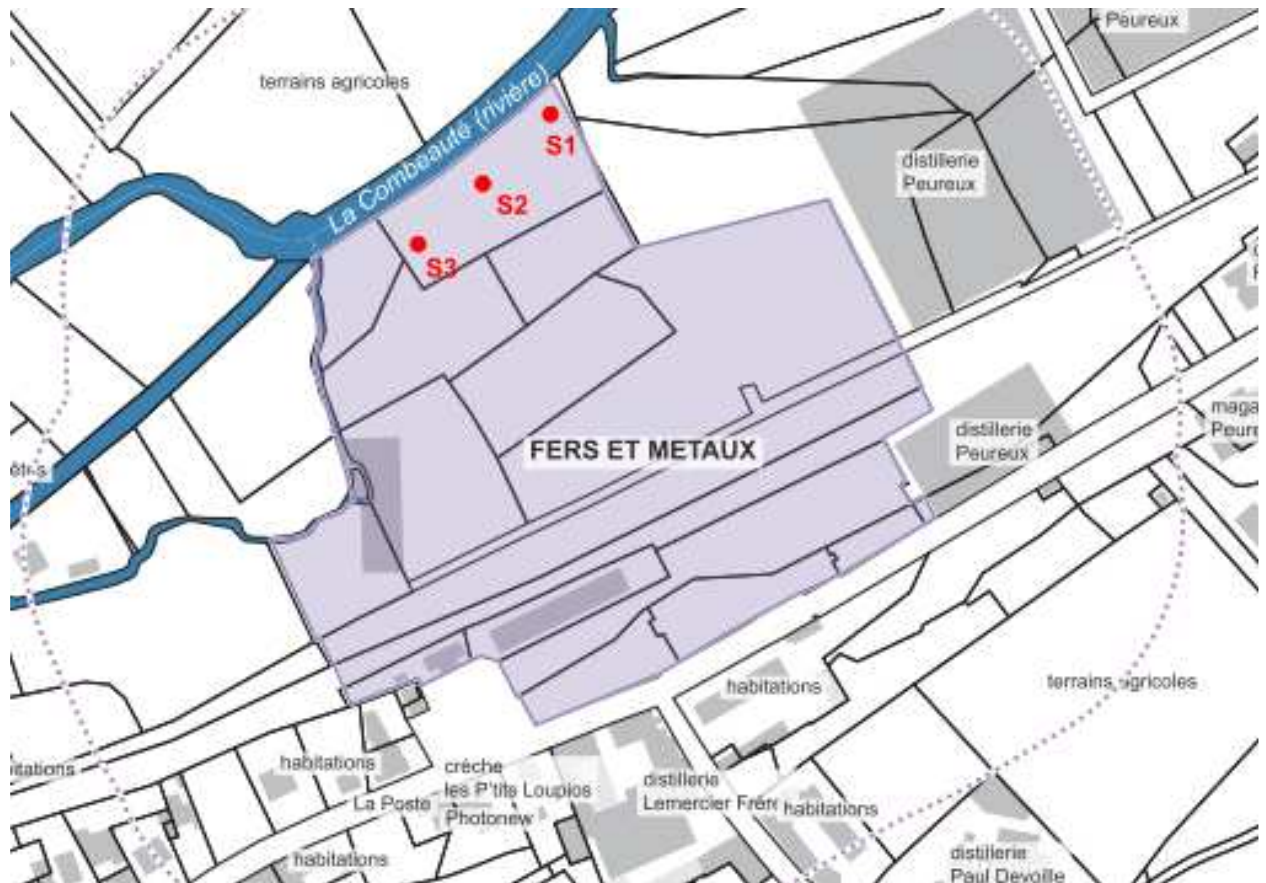 Peureux
terrains agricoles
La Combeauté (rivière)
S1
S2
S3
distillerie
Peureux
FERS ET METAUX
distillerie
Peureux
habitations
terrains agricoles
habitations
crèche
les P'tits Loupios
La Poste
Photonew
distillerie
Lemercier
habitations
habitations
distillerie
Paul Devoille